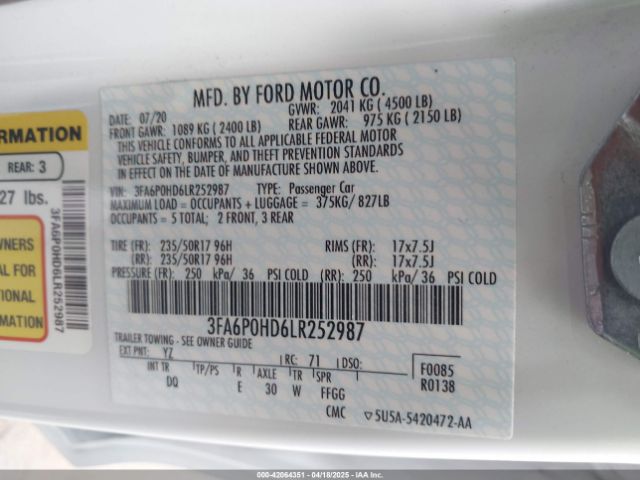 MFD. BY FORD MOTOR CO.
DATE: 07/20 GVWR: 2041 KG ( 4500 LB)
FRONT GAWR: 1089 KG ( 2400 LB) REAR GAWR: 975 KG ( 2150 LB)
THIS VEHICLE CONFORMS TO ALL APPLICABLE FEDERAL MOTOR
VEHICLE SAFETY, BUMPER, AND THEFT PREVENTION STANDARDS
IN EFFECT ON THE DATE OF MANUFACTURE SHOWN ABOVE.
VIN: 3FA6P0HD6LR252987 TYPE: Passenger Car
MAXIMUM LOAD = OCCUPANTS + LUGGAGE = 375KG/ 827LB
OCCUPANTS = 5 TOTAL; 2 FRONT, 3 REAR
TIRE (FR): 235/50R17 96H RIMS (FR): 17x7.5J
(RR): 235/50R17 96H (RR): 17x7.5J
PRESSURE (FR): 250 kPa/ 36 PSI COLD (RR): 250 kPa/ 36 PSI COLD
3FA6P0HD6LR252987
TRAILER TOWING - SEE OWNER GUIDE
EXT PNT: YZ RC: 71 DSO:
F0085
R0138
INT TR TP/PS R AXLE TR SPR
DQ E 30 W FFGG
CMC ▽5U5A-5420472-AA
ORMATION
REAR: 3
27 lbs.
WNERS
AL FOR
TIONAL
RMATION
3FA6P0HD6LR252987
000-42064351 - 04/18/2025 - IAAI.com